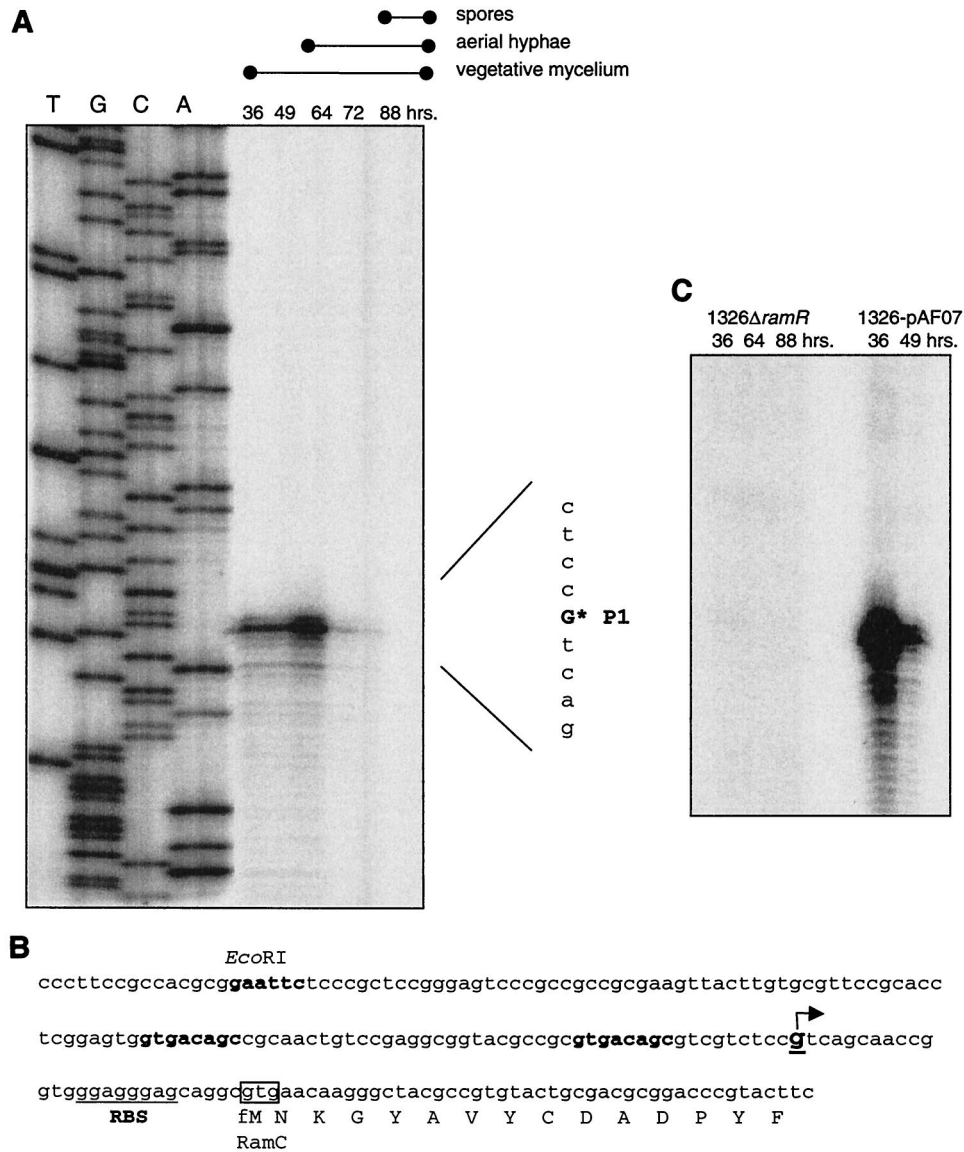 A
spores
aerial hyphae
vegetative mycelium
T G C A 36 49 64 72 88 hrs.
c
t
c
c
G* P1
t
c
a
g
C
1326ΔramR 1326-pAF07
36 64 88 hrs. 36 49 hrs.
B
EcoRI
cccttccgccacgcggaattctcccgctccgggagtcccgccgccgcgaagttacttgtgcgttccgcacc
tcggagtggtgacagccgcaactgtccgaggcggtacgccgcgtgacagcgtcgtctccgtcagcaaccg
gtgggagggagcaggcgtgaacaagggctacgccgtgtactgcgacgcggacccgtacttc
RBS fM N K G Y A V Y C D A D P Y F
RamC